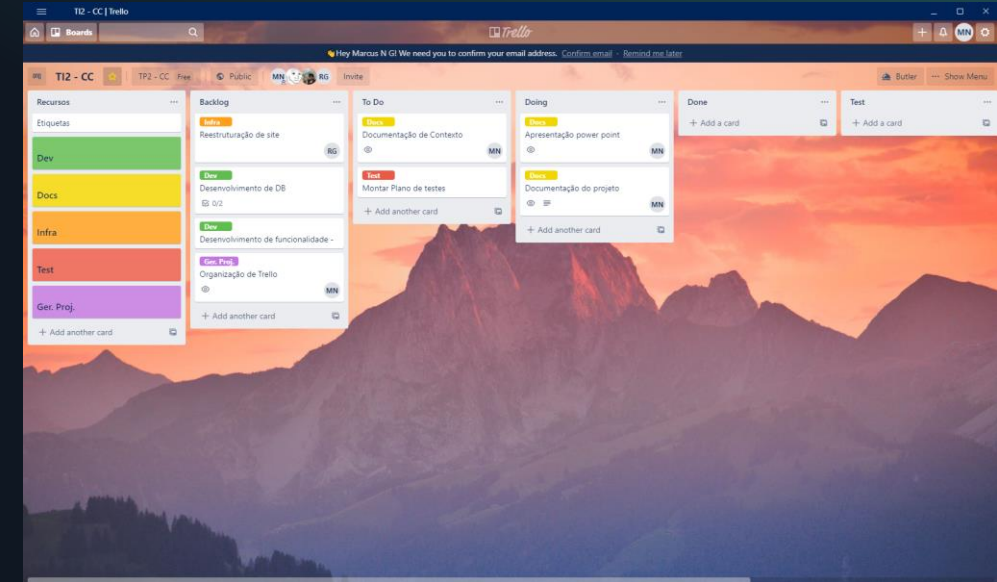 TI2 - CC | Trello
Boards
Trello
MN
👋Hey Marcus N G! We need you to confirm your email address. Confirm email - Remind me later
TI2 - CC
TP2 - CC Free
Public
MN
RG
Invite
Butler
··· Show Menu
Recursos ···
Etiquetas
Dev
Docs
Infra
Test
Ger. Proj.
+ Add another card
Backlog ···
Infra
Reestruturação de site
RG
Dev
Desenvolvimento de DB
0/2
Dev
Desenvolvimento de funcionalidade -
Ger. Proj.
Organização de Trello
MN
+ Add another card
To Do ···
Docs
Documentação de Contexto
MN
Test
Montar Plano de testes
+ Add another card
Doing ···
Docs
Apresentação power point
MN
Docs
Documentação do projeto
MN
+ Add another card
Done ···
+ Add a card
Test ···
+ Add a card